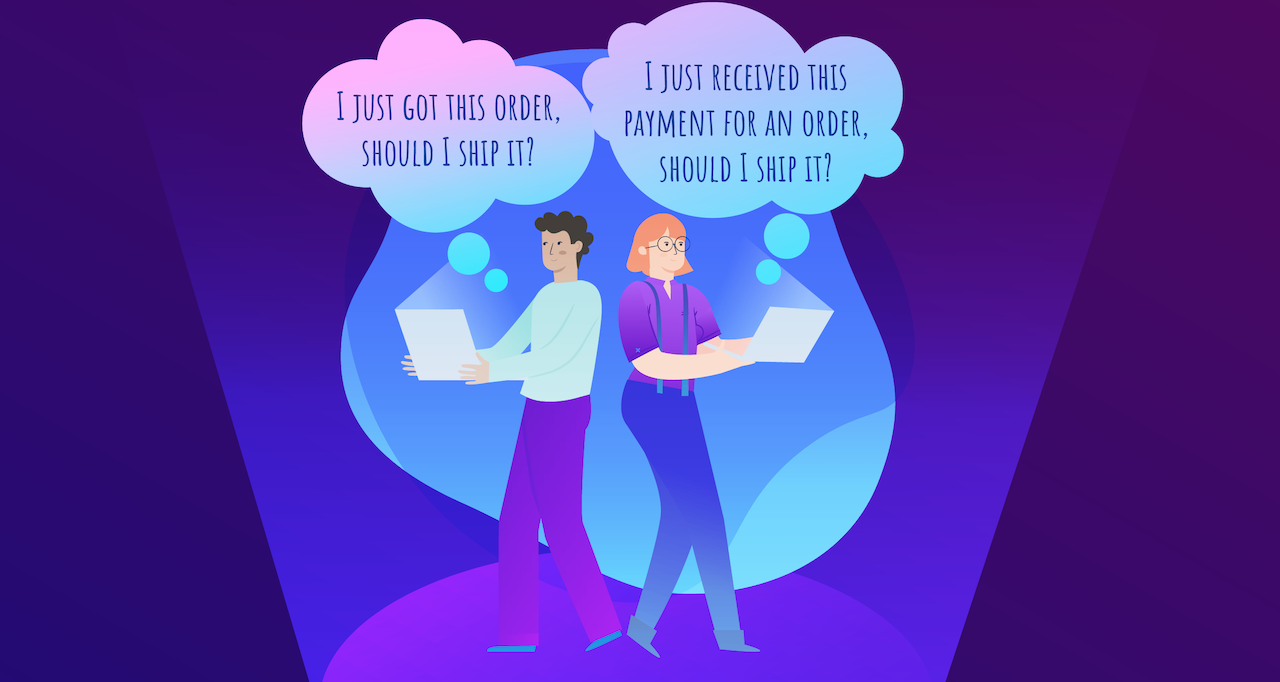 I JUST GOT THIS ORDER,
SHOULD I SHIP IT?
I JUST RECEIVED THIS
PAYMENT FOR AN ORDER,
SHOULD I SHIP IT?